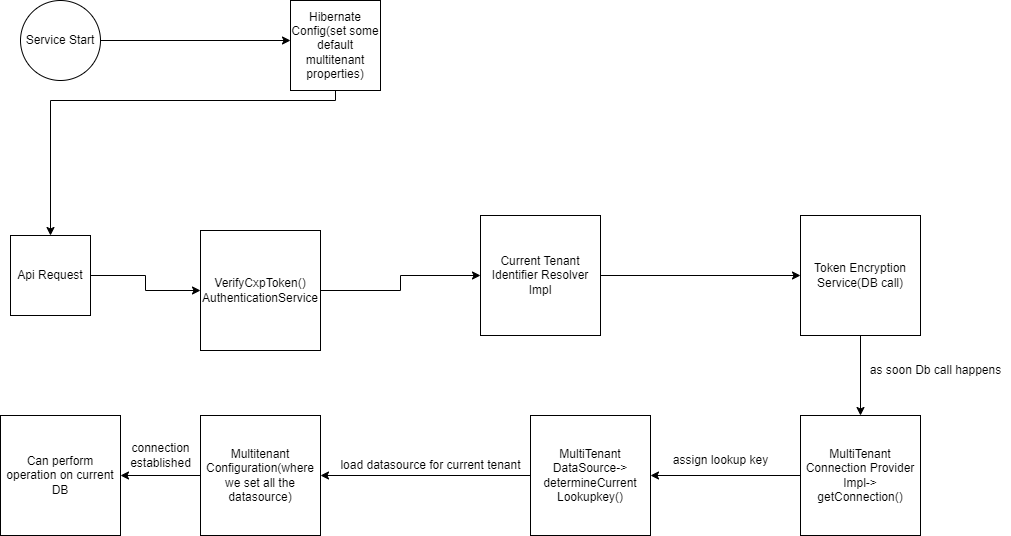 Service Start
Hibernate
Config(set some
default
multitenant
properties)
Api Request
VerifyCxpToken()
AuthenticationService
Current Tenant
Identifier Resolver
Impl
Token Encryption
Service(DB call)
as soon Db call happens
MultiTenant
Connection Provider
Impl->
getConnection()
assign lookup key
MultiTenant
DataSource->
determineCurrent
Lookupkey()
load datasource for current tenant
Multitenant
Configuration(where
we set all the
datasource)
connection
established
Can perform
operation on current
DB